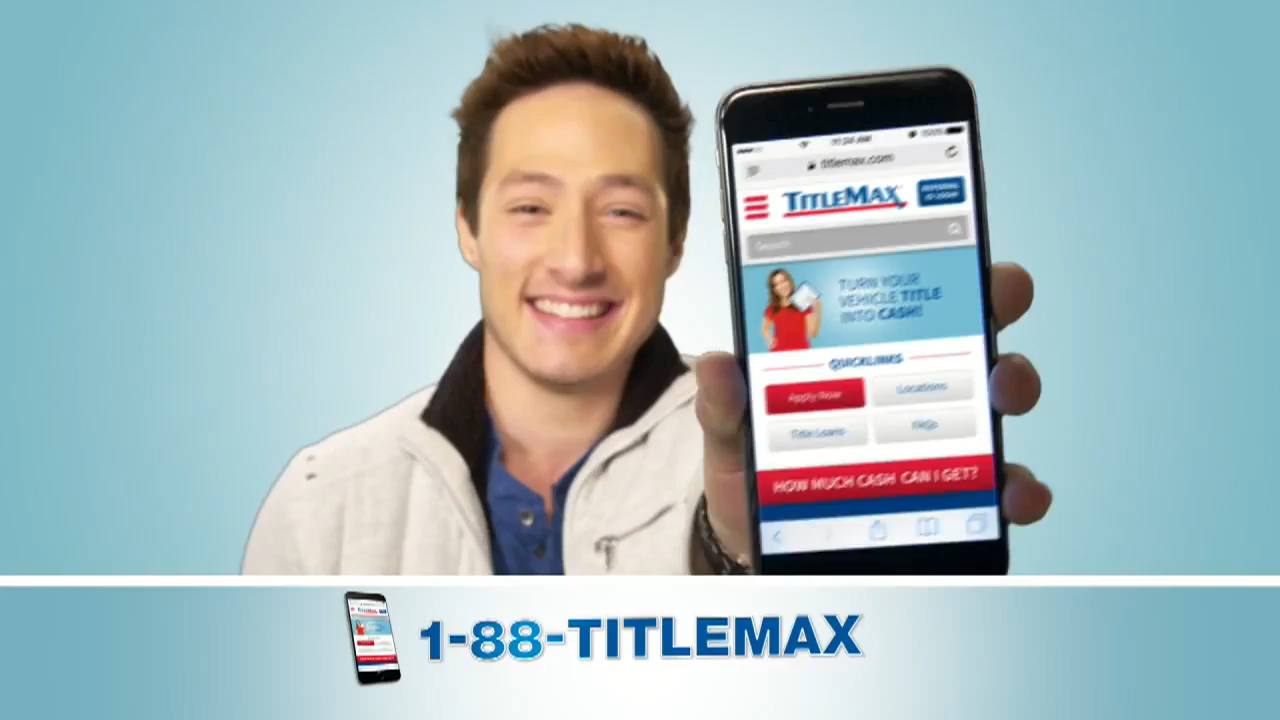 titlemax.com
TITLEMAX
Search
TURN YOUR
VEHICLE TITLE
INTO CASH!
QUICKLINKS
Apply Now
Locations
Title Loans
FAQs
HOW MUCH CASH CAN I GET?
1-88-TITLEMAX